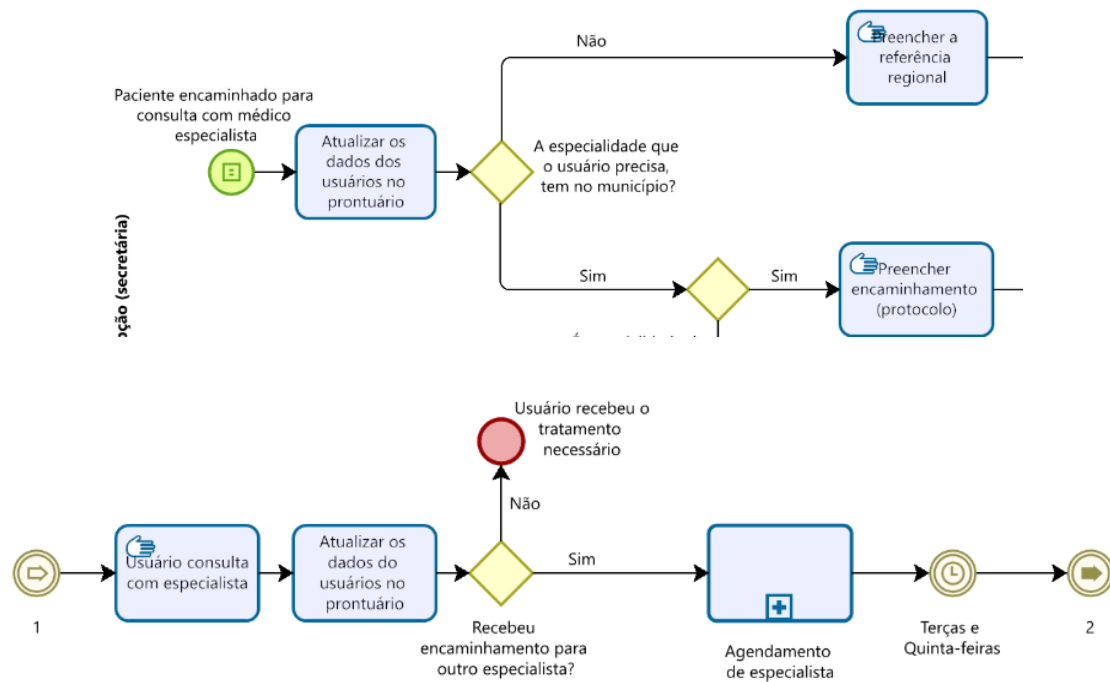 Não
Preencher a
referência
regional
Paciente encaminhado para
consulta com médico
especialista
Atualizar os
dados dos
usuários no
prontuário
A especialidade que
o usuário precisa,
tem no município?
(secretária)
Sim
Sim
Preencher
encaminhamento
(protocolo)
Usuário recebeu o
tratamento
necessário
Não
1
Usuário consulta
com especialista
Atualizar os
dados do
usuários no
prontuário
Recebeu
encaminhamento para
outro especialista?
Sim
Agendamento
de especialista
Terças e
Quinta-feiras
2